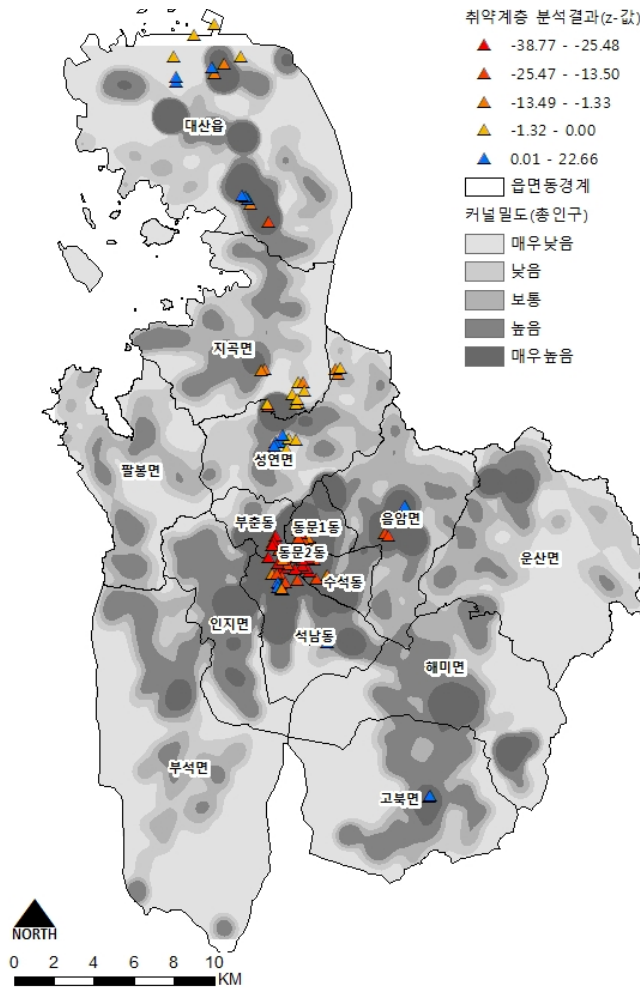 취약계층 분석결과(z-값)
-38.77 - -25.48
-25.47 - -13.50
-13.49 - -1.33
-1.32 - 0.00
0.01 - 22.66
읍면동경계
커널밀도(총인구)
매우낮음
낮음
보통
높음
매우높음
대산읍
지곡면
팔봉면
성연면
부춘동
동문1동
음암면
동문2동
운산면
수석동
인지면
석남동
해미면
부석면
고북면
NORTH
0 2 4 6 8 10
KM